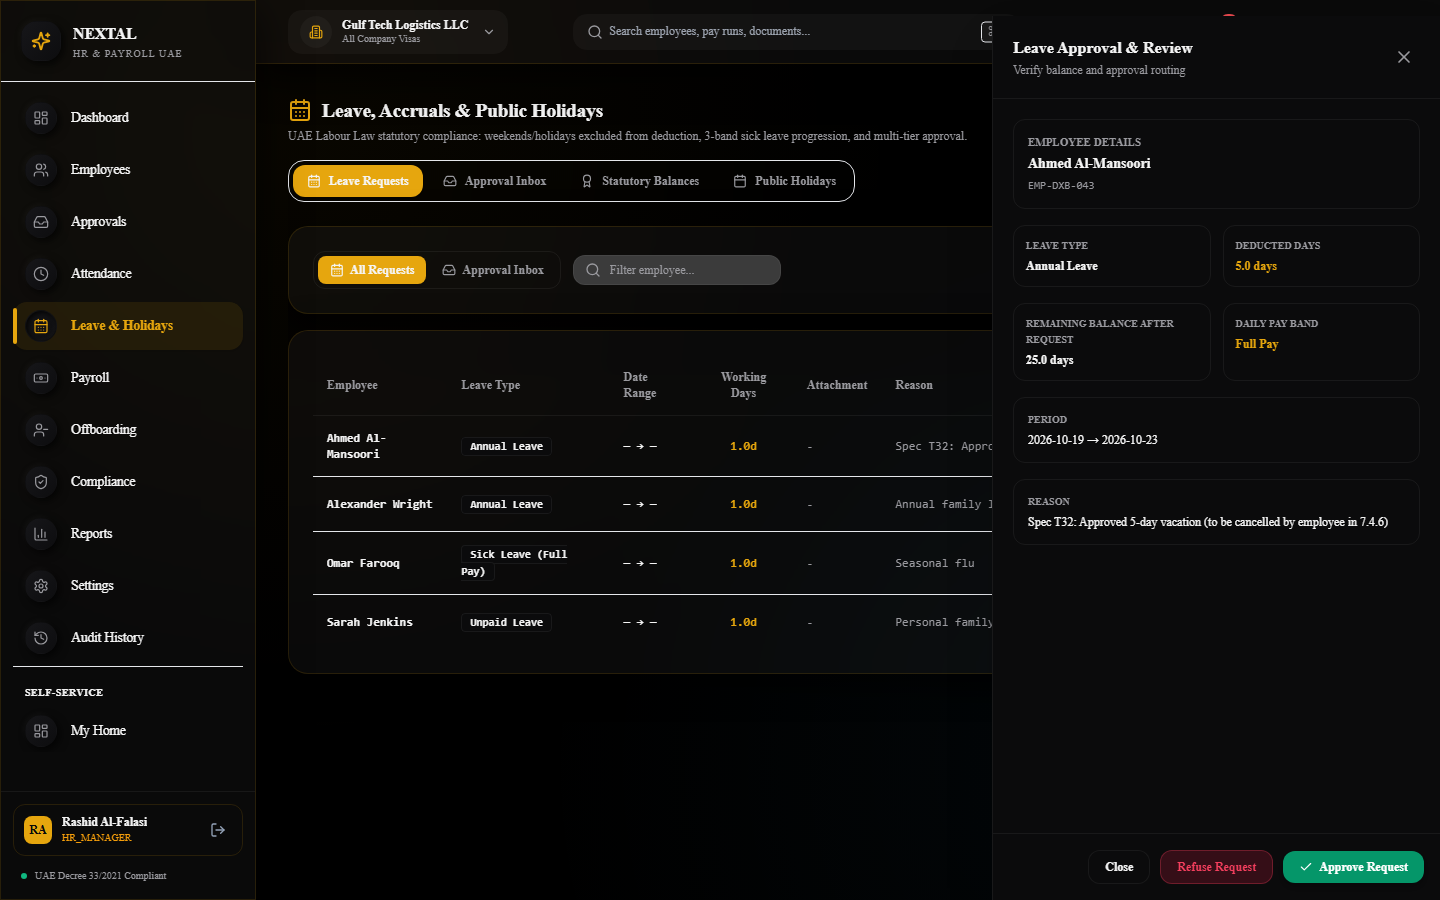 NEXTAL
HR & PAYROLL UAE
Dashboard
Employees
Approvals
Attendance
Leave & Holidays
Payroll
Offboarding
Compliance
Reports
Settings
Audit History
SELF-SERVICE
My Home
RA
Rashid Al-Falasi
HR_MANAGER
UAE Decree 33/2021 Compliant
Gulf Tech Logistics LLC
All Company Visas
Search employees, pay runs, documents...
Leave, Accruals & Public Holidays
UAE Labour Law statutory compliance: weekends/holidays excluded from deduction, 3-band sick leave progression, and multi-tier approval.
Leave Requests
Approval Inbox
Statutory Balances
Public Holidays
All Requests
Approval Inbox
Filter employee...
Employee
Leave Type
Date
Range
Working
Days
Attachment
Reason
Ahmed Al-
Mansoori
Annual Leave
— → —
1.0d
-
Spec T32: Appro
Alexander Wright
Annual Leave
— → —
1.0d
-
Annual family
Omar Farooq
Sick Leave (Full
Pay)
— → —
1.0d
-
Seasonal flu
Sarah Jenkins
Unpaid Leave
— → —
1.0d
-
Personal family
Leave Approval & Review
Verify balance and approval routing
EMPLOYEE DETAILS
Ahmed Al-Mansoori
EMP-DXB-043
LEAVE TYPE
Annual Leave
DEDUCTED DAYS
5.0 days
REMAINING BALANCE AFTER
REQUEST
25.0 days
DAILY PAY BAND
Full Pay
PERIOD
2026-10-19 → 2026-10-23
REASON
Spec T32: Approved 5-day vacation (to be cancelled by employee in 7.4.6)
Close
Refuse Request
Approve Request